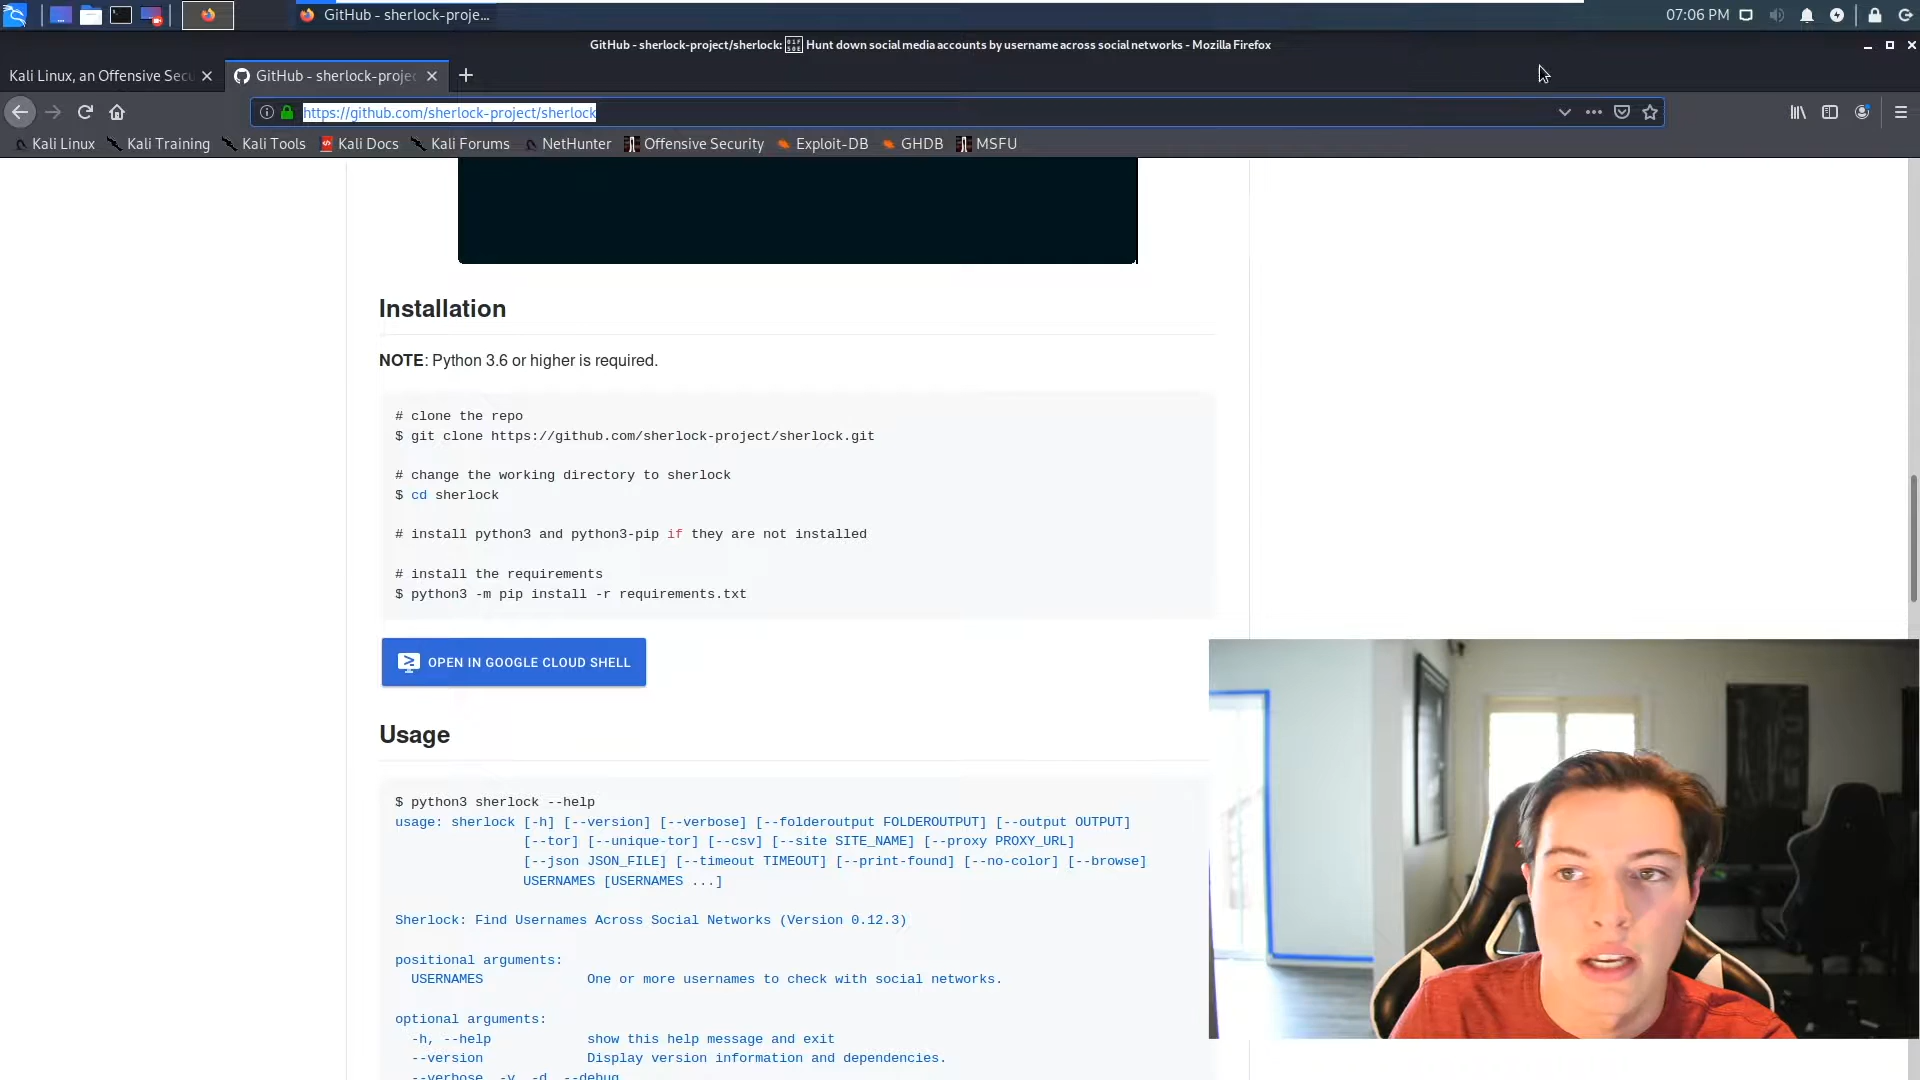 GitHub - sherlock-proje...
07:06 PM
GitHub - sherlock-project/sherlock: 01F 50E Hunt down social media accounts by username across social networks - Mozilla Firefox
Kali Linux, an Offensive Secu
GitHub - sherlock-projec
https://github.com/sherlock-project/sherlock
Kali Linux Kali Training Kali Tools Kali Docs Kali Forums NetHunter Offensive Security Exploit-DB GHDB MSFU
Installation
NOTE: Python 3.6 or higher is required.
# clone the repo
$ git clone https://github.com/sherlock-project/sherlock.git
# change the working directory to sherlock
$ cd sherlock
# install python3 and python3-pip if they are not installed
# install the requirements
$ python3 -m pip install -r requirements.txt
OPEN IN GOOGLE CLOUD SHELL
Usage
$ python3 sherlock --help
usage: sherlock [-h] [--version] [--verbose] [--folderoutput FOLDEROUTPUT] [--output OUTPUT]
[--tor] [--unique-tor] [--csv] [--site SITE_NAME] [--proxy PROXY_URL]
[--json JSON_FILE] [--timeout TIMEOUT] [--print-found] [--no-color] [--browse]
USERNAMES [USERNAMES ...]
Sherlock: Find Usernames Across Social Networks (Version 0.12.3)
positional arguments:
USERNAMES One or more usernames to check with social networks.
optional arguments:
-h, --help show this help message and exit
--version Display version information and dependencies.
--verbose, -v, -d, --debug